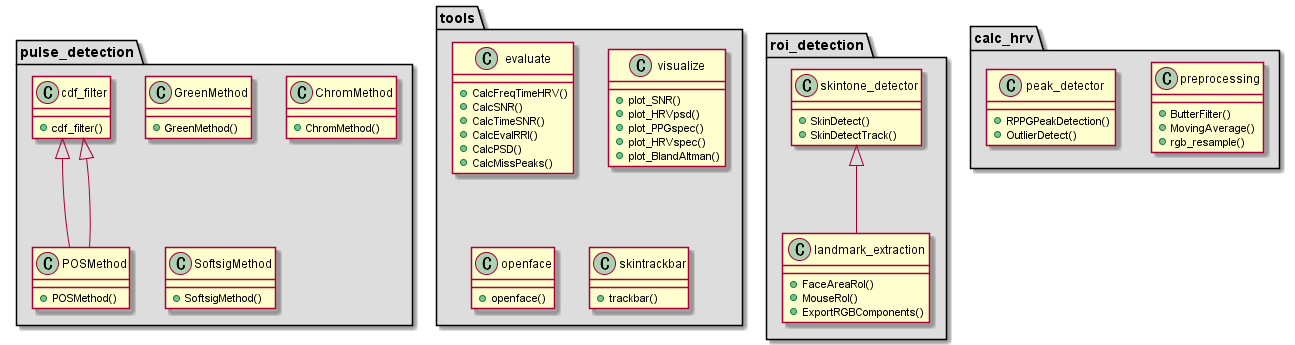 pulse_detection
C cdf_filter
cdf_filter()
C GreenMethod
GreenMethod()
C ChromMethod
ChromMethod()
C POSMethod
POSMethod()
C SoftsigMethod
SoftsigMethod()
tools
C evaluate
CalcFreqTimeHRV()
CalcSNR()
CalcTimeSNR()
CalcEvalRRI()
CalcPSD()
CalcMissPeaks()
C visualize
plot_SNR()
plot_HRVpsd()
plot_PPGspec()
plot_HRVspec()
plot_BlandAltman()
C openface
openface()
C skintrackbar
trackbar()
roi_detection
C skintone_detector
SkinDetect()
SkinDetectTrack()
C landmark_extraction
FaceAreaRoI()
MouseRoI()
ExportRGBComponents()
calc_hrv
C peak_detector
RPPGPeakDetection()
OutlierDetect()
C preprocessing
ButterFilter()
MovingAverage()
rgb_resample()